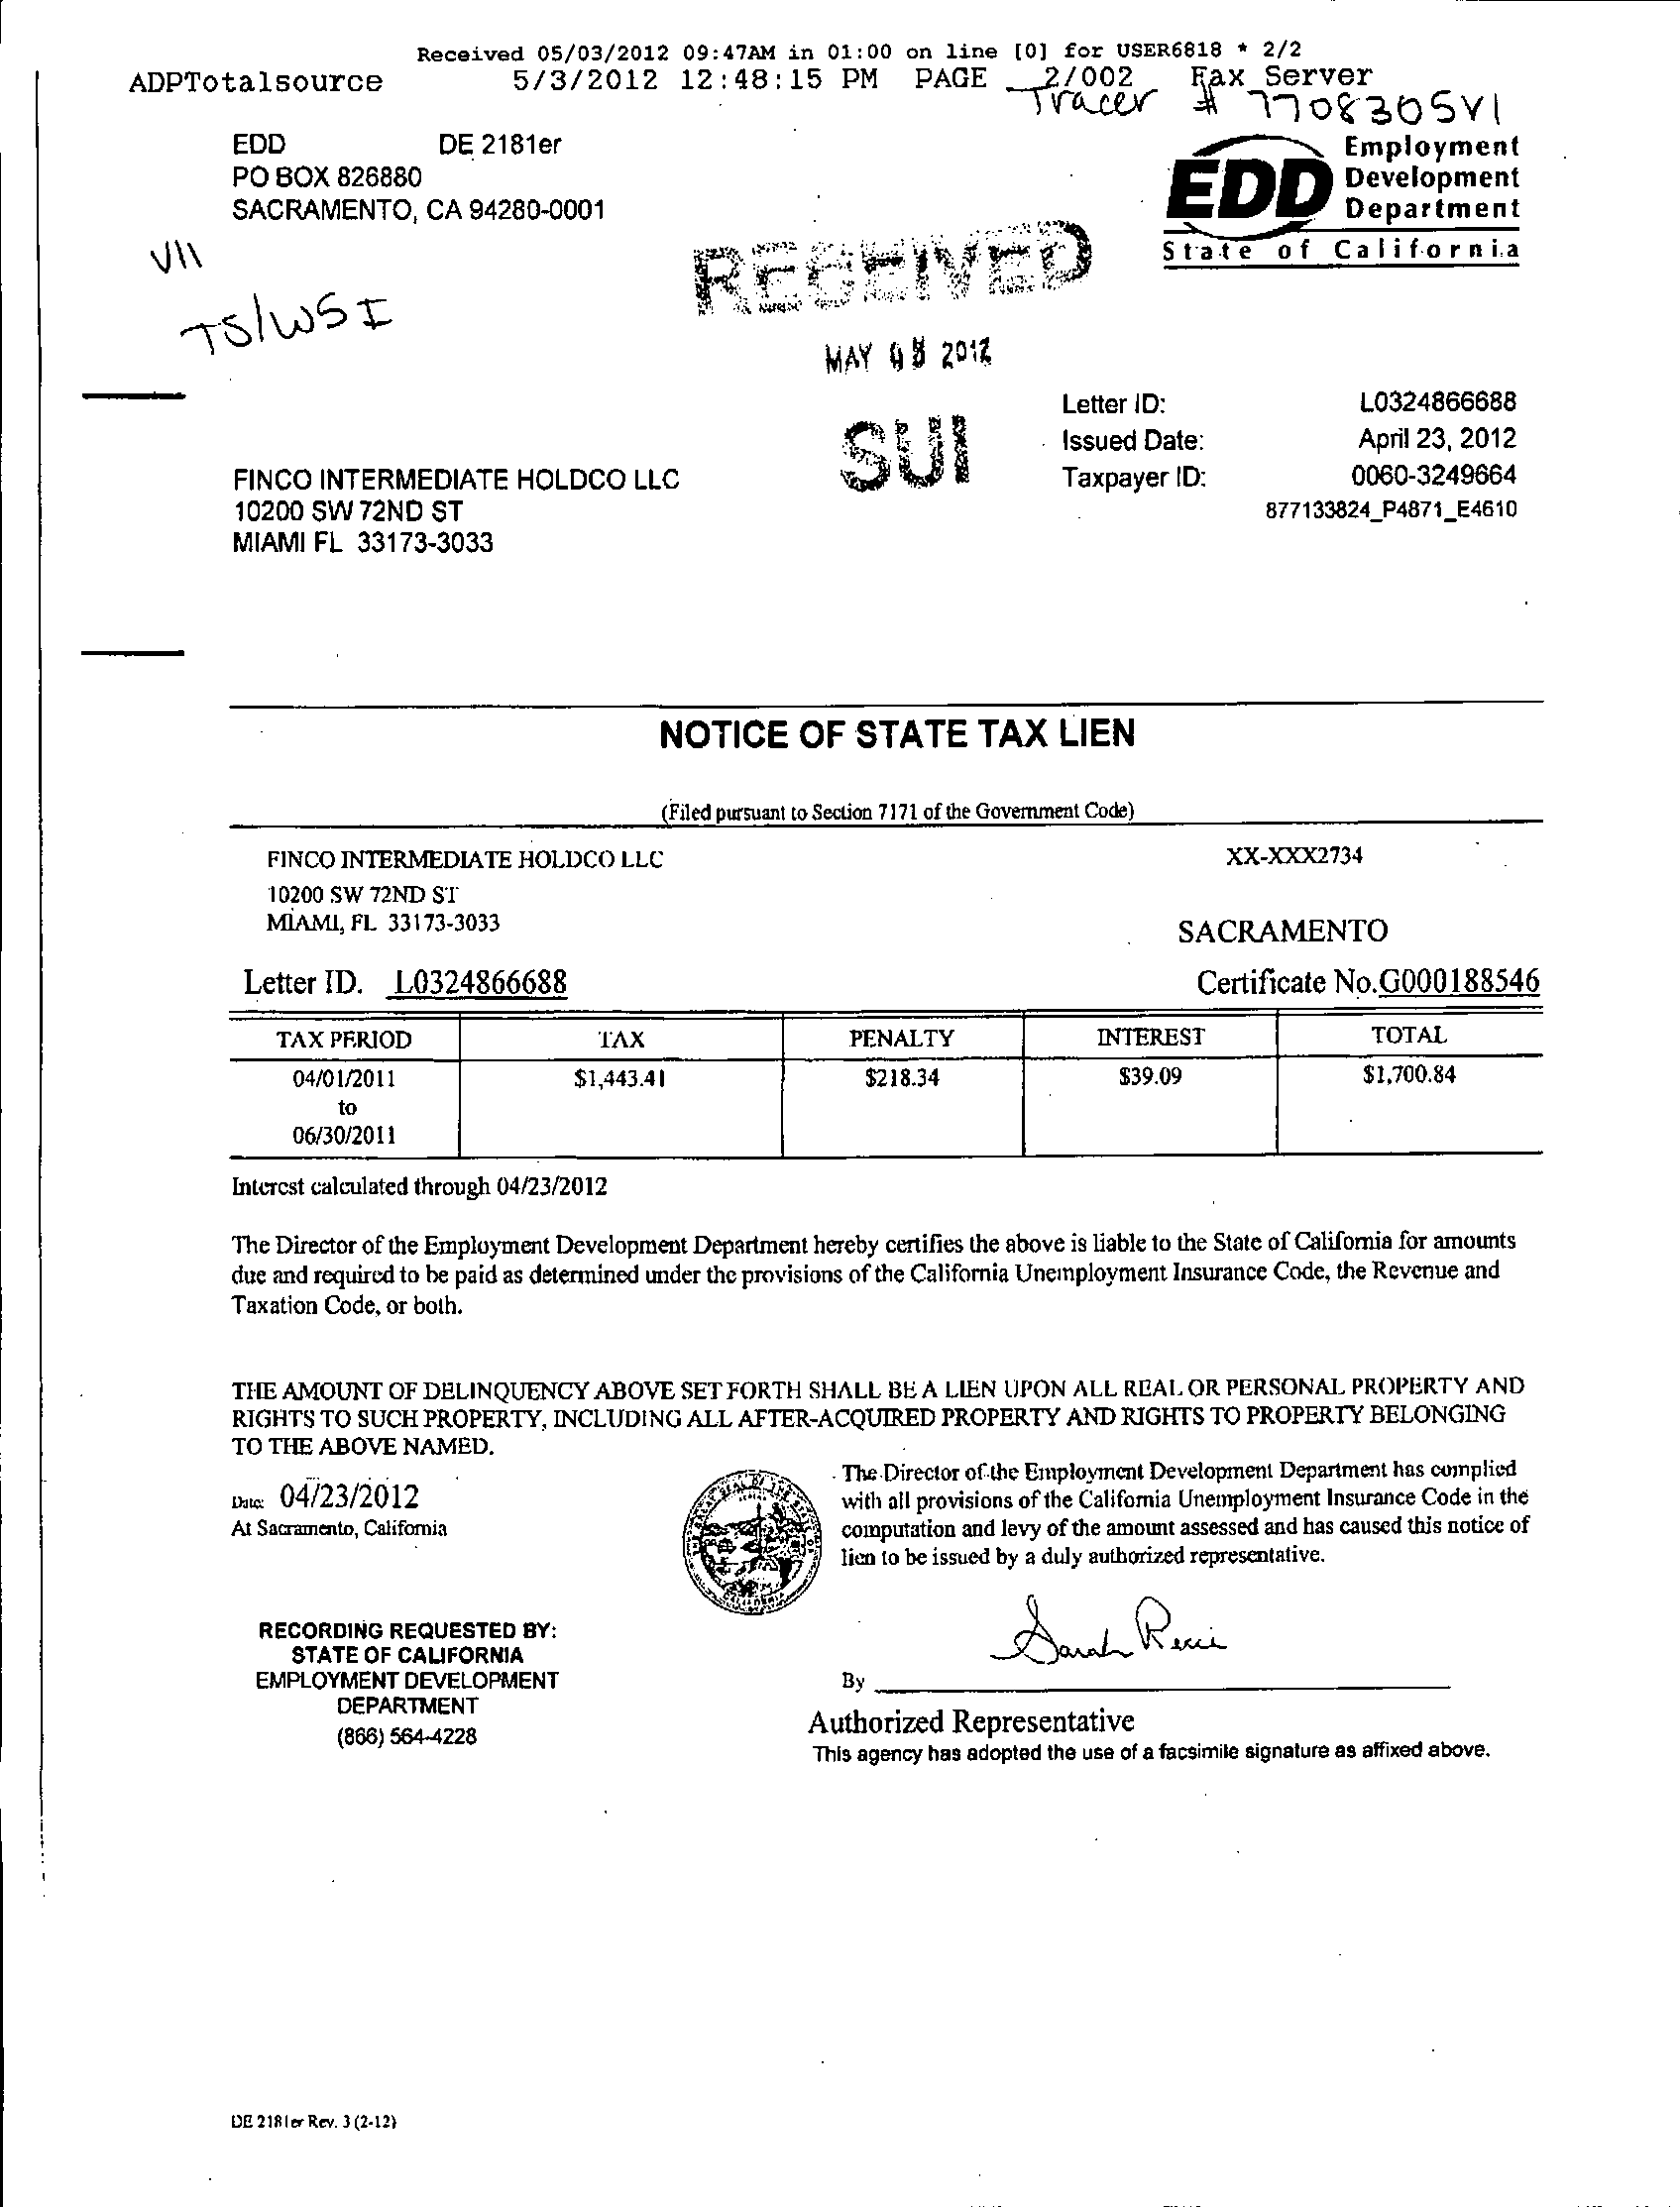 Received 05/03/2012 09:47AM in 01:00 on line [0] for USER6818 * 2/2
ADPTotalsource 5/3/2012 12:48:15 PM PAGE 2/002 Fax Server
Tracer # 7708305V1
EDD DE 2181er
PO BOX 826880
SACRAMENTO, CA 94280-0001
EDD
Employment
Development
Department
State of California
V11
TS/WSI
RECEIVED
MAY 2012
SUI
Letter ID: L0324866688
Issued Date: April 23, 2012
Taxpayer ID: 0060-3249664
877133824_P4871_E4610
FINCO INTERMEDIATE HOLDCO LLC
10200 SW 72ND ST
MIAMI FL 33173-3033
NOTICE OF STATE TAX LIEN
(Filed pursuant to Section 7171 of the Government Code)
FINCO INTERMEDIATE HOLDCO LLC XX-XXX2734
10200 SW 72ND ST
MIAMI, FL 33173-3033
SACRAMENTO
Letter ID. L0324866688 Certificate No.G000188546
TAX PERIOD TAX PENALTY INTEREST TOTAL
04/01/2011 $1,443.41 $218.34 $39.09 $1,700.84
to
06/30/2011
Interest calculated through 04/23/2012
The Director of the Employment Development Department hereby certifies the above is liable to the State of California for amounts
due and required to be paid as determined under the provisions of the California Unemployment Insurance Code, the Revenue and
Taxation Code, or both.
THE AMOUNT OF DELINQUENCY ABOVE SET FORTH SHALL BE A LIEN UPON ALL REAL OR PERSONAL PROPERTY AND
RIGHTS TO SUCH PROPERTY, INCLUDING ALL AFTER-ACQUIRED PROPERTY AND RIGHTS TO PROPERTY BELONGING
TO THE ABOVE NAMED.
Date: 04/23/2012
At Sacramento, California
The Director of the Employment Development Department has complied
with all provisions of the California Unemployment Insurance Code in the
computation and levy of the amount assessed and has caused this notice of
lien to be issued by a duly authorized representative.
RECORDING REQUESTED BY:
STATE OF CALIFORNIA
EMPLOYMENT DEVELOPMENT
DEPARTMENT
(866) 564-4228
Sarah
By
Authorized Representative
This agency has adopted the use of a facsimile signature as affixed above.
DE 2181er Rev. 3 (2-12)